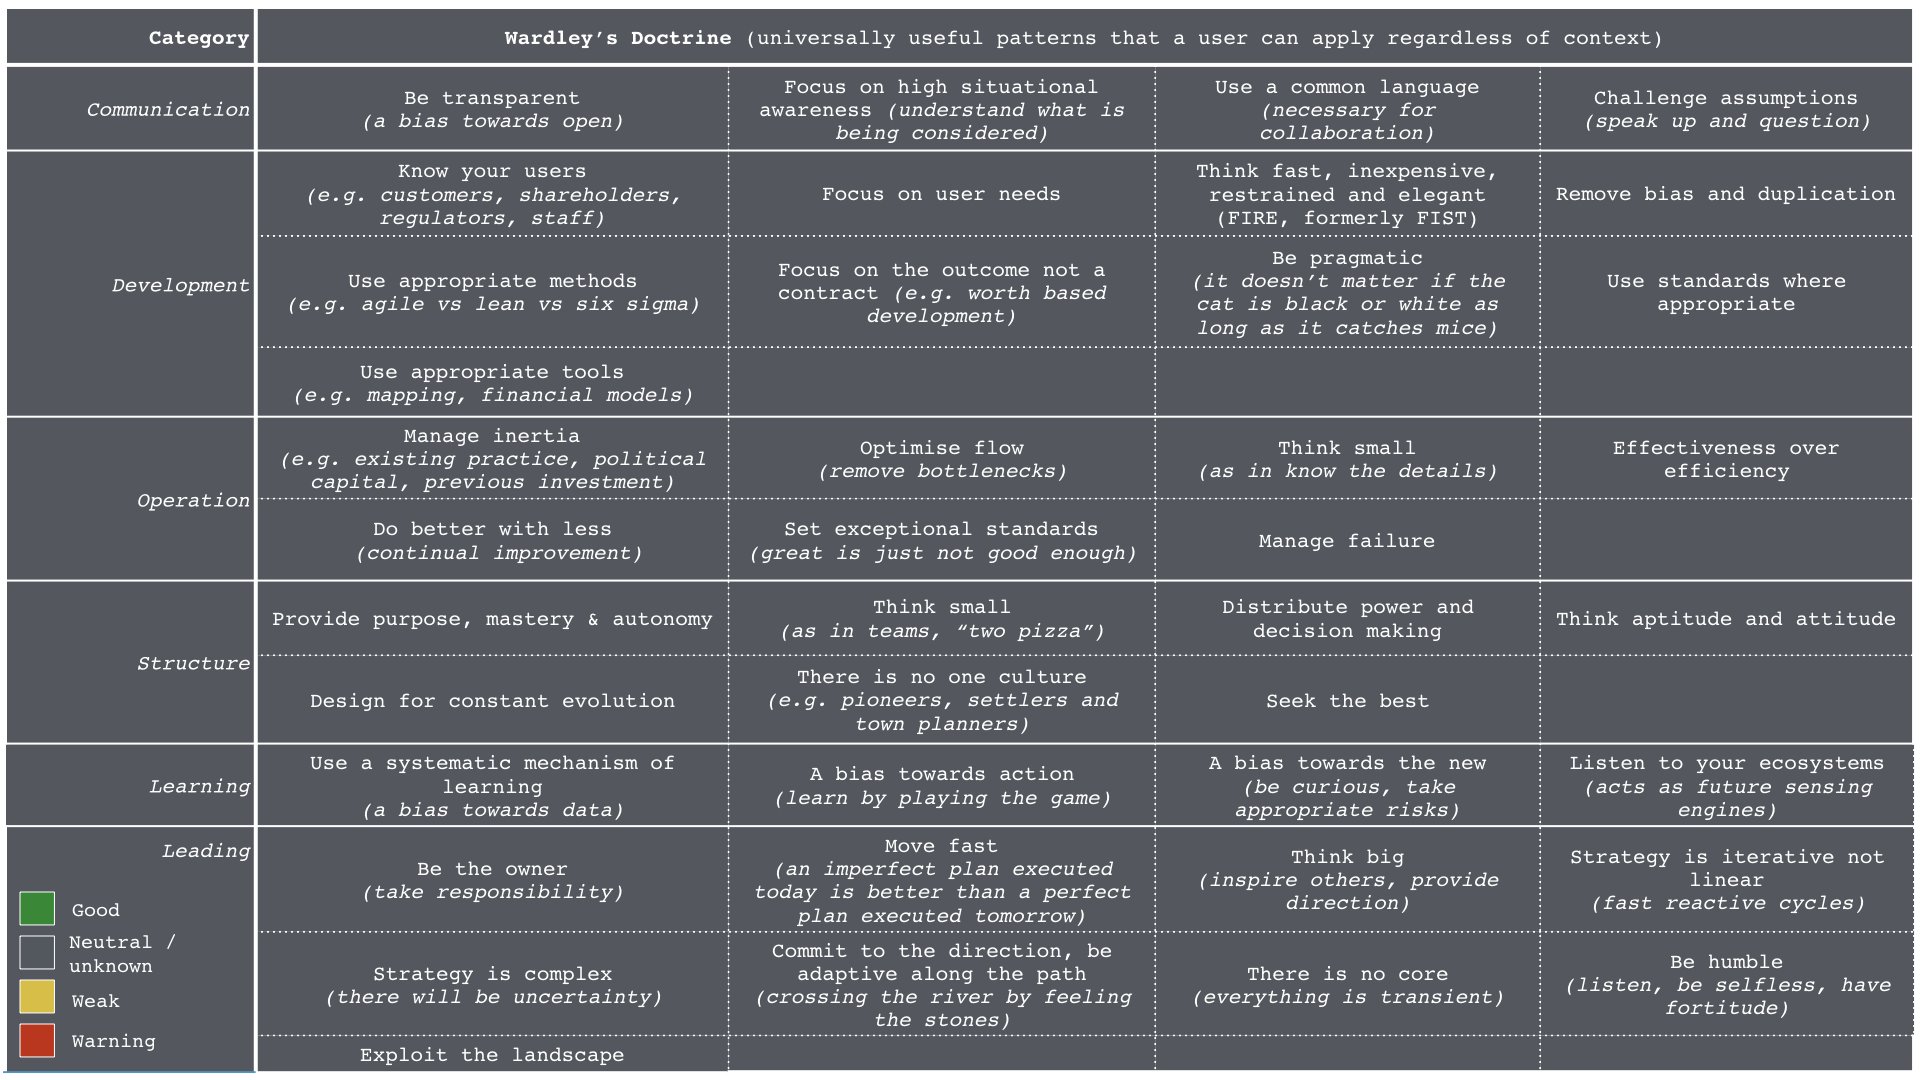 Category
Wardley’s Doctrine (universally useful patterns that a user can apply regardless of context)
Communication
Be transparent
(a bias towards open)
Focus on high situational
awareness (understand what is
being considered)
Use a common language
(necessary for
collaboration)
Challenge assumptions
(speak up and question)
Development
Know your users
(e.g. customers, shareholders,
regulators, staff)
Focus on user needs
Think fast, inexpensive,
restrained and elegant
(FIRE, formerly FIST)
Remove bias and duplication
Use appropriate methods
(e.g. agile vs lean vs six sigma)
Focus on the outcome not a
contract (e.g. worth based
development)
Be pragmatic
(it doesn’t matter if the
cat is black or white as
long as it catches mice)
Use standards where
appropriate
Use appropriate tools
(e.g. mapping, financial models)
Operation
Manage inertia
(e.g. existing practice, political
capital, previous investment)
Optimise flow
(remove bottlenecks)
Think small
(as in know the details)
Effectiveness over
efficiency
Do better with less
(continual improvement)
Set exceptional standards
(great is just not good enough)
Manage failure
Structure
Provide purpose, mastery & autonomy
Think small
(as in teams, “two pizza”)
Distribute power and
decision making
Think aptitude and attitude
Design for constant evolution
There is no one culture
(e.g. pioneers, settlers and
town planners)
Seek the best
Learning
Use a systematic mechanism of
learning
(a bias towards data)
A bias towards action
(learn by playing the game)
A bias towards the new
(be curious, take
appropriate risks)
Listen to your ecosystems
(acts as future sensing
engines)
Leading
Be the owner
(take responsibility)
Move fast
(an imperfect plan executed
today is better than a perfect
plan executed tomorrow)
Think big
(inspire others, provide
direction)
Strategy is iterative not
linear
(fast reactive cycles)
Strategy is complex
(there will be uncertainty)
Commit to the direction, be
adaptive along the path
(crossing the river by feeling
the stones)
There is no core
(everything is transient)
Be humble
(listen, be selfless, have
fortitude)
Exploit the landscape
Good
Neutral /
unknown
Weak
Warning